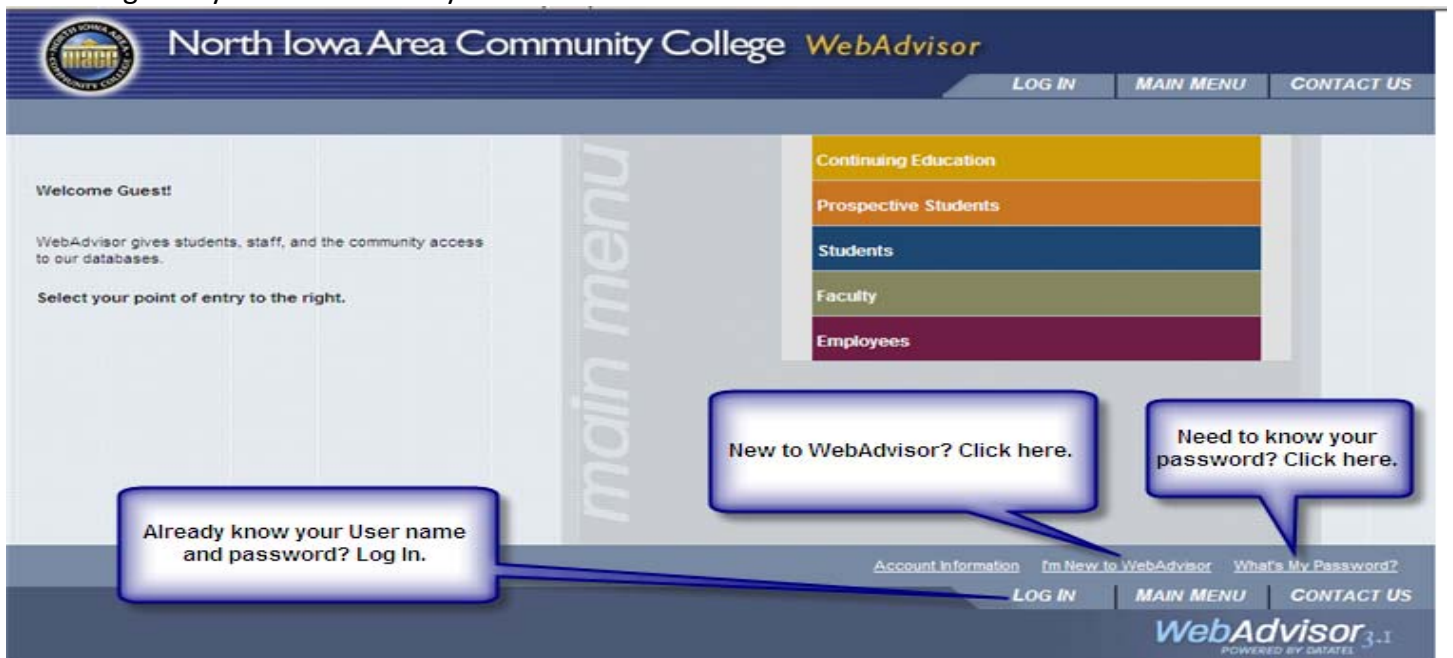 North Iowa Area Community College WebAdvisor
LOG IN MAIN MENU CONTACT US
Welcome Guest!
WebAdvisor gives students, staff, and the community access
to our databases.
Select your point of entry to the right.
main menu
Continuing Education
Prospective Students
Students
Faculty
Employees
New to WebAdvisor? Click here.
Need to know your
password? Click here.
Already know your User name
and password? Log In.
Account Information I'm New to WebAdvisor What's My Password?
LOG IN MAIN MENU CONTACT US
WebAdvisor 3.1
POWERED BY DATATEL